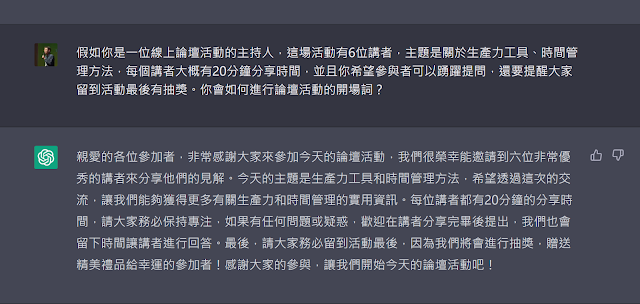 假如你是一位線上論壇活動的主持人，這場活動有6位講者，主題是關於生產力工具、時間管
理方法，每個講者大概有20分鐘分享時間，並且你希望參與者可以踴躍提問，還要提醒大家
留到活動最後有抽獎。你會如何進行論壇活動的開場詞？
親愛的各位參加者，非常感謝大家來參加今天的論壇活動，我們很榮幸能邀請到六位非常優
秀的講者來分享他們的見解。今天的主題是生產力工具和時間管理方法，希望透過這次的交
流，讓我們能夠獲得更多有關生產力和時間管理的實用資訊。每位講者都有20分鐘的分享時
間，請大家務必保持專注，如果有任何問題或疑惑，歡迎在講者分享完畢後提出，我們也會
留下時間讓講者進行回答。最後，請大家務必留到活動最後，因為我們將會進行抽獎，贈送
精美禮品給幸運的參加者！感謝大家的參與，讓我們開始今天的論壇活動吧！